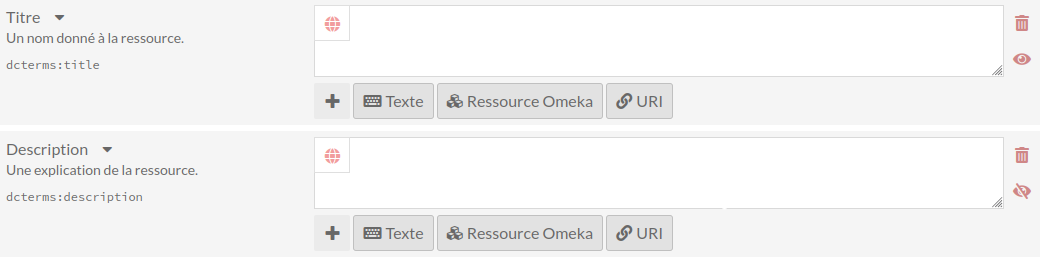 Titre
Un nom donné à la ressource.
dcterms:title
Texte Ressource Omeka URI
Description
Une explication de la ressource.
dcterms:description
Texte Ressource Omeka URI